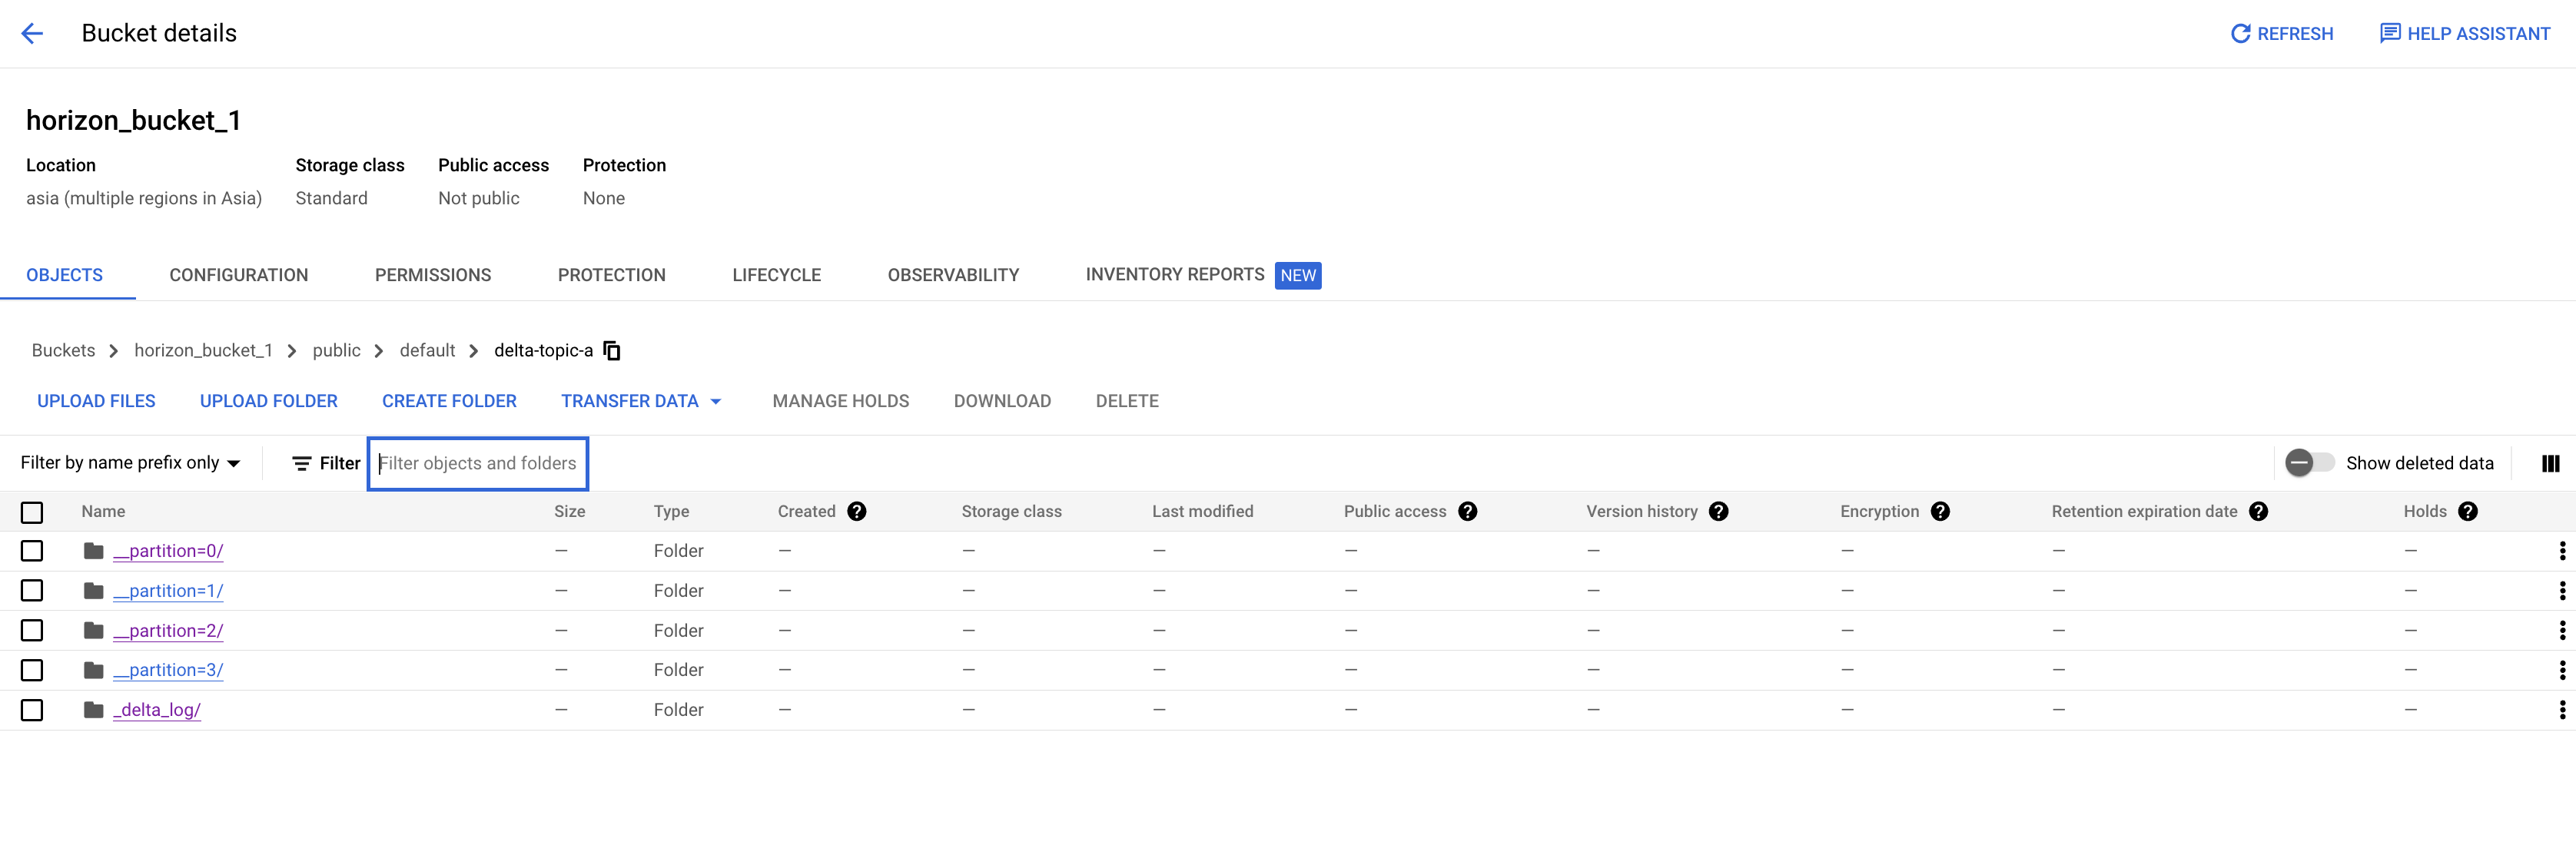 Bucket details REFRESH HELP ASSISTANT
horizon_bucket_1
Location Storage class Public access Protection
asia (multiple regions in Asia) Standard Not public None
OBJECTS CONFIGURATION PERMISSIONS PROTECTION LIFECYCLE OBSERVABILITY INVENTORY REPORTS NEW
Buckets > horizon_bucket_1 > public > default > delta-topic-a
UPLOAD FILES UPLOAD FOLDER CREATE FOLDER TRANSFER DATA MANAGE HOLDS DOWNLOAD DELETE
Filter by name prefix only Filter Filter objects and folders Show deleted data
Name Size Type Created ? Storage class Last modified Public access ? Version history ? Encryption ? Retention expiration date ? Holds ?
__partition=0/ — Folder — — — — — — — —
__partition=1/ — Folder — — — — — — — —
__partition=2/ — Folder — — — — — — — —
__partition=3/ — Folder — — — — — — — —
_delta_log/ — Folder — — — — — — — —